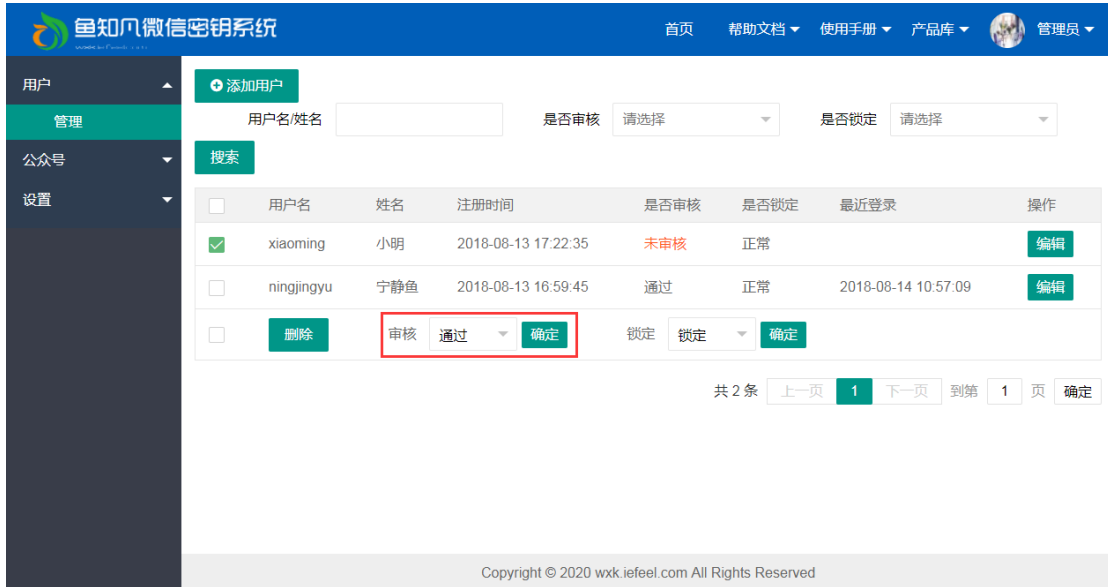 鱼知凡微信密钥系统 首页 帮助文档 使用手册 产品库 管理员
用户
管理
公众号
设置
添加用户
用户名/姓名 是否审核 请选择 是否锁定 请选择
搜索
用户名 姓名 注册时间 是否审核 是否锁定 最近登录 操作
xiaoming 小明 2018-08-13 17:22:35 未审核 正常 编辑
ningjingyu 宁静鱼 2018-08-13 16:59:45 通过 正常 2018-08-14 10:57:09 编辑
删除 审核 通过 确定 锁定 锁定 确定
共 2 条 上一页 1 下一页 到第 1 页 确定
Copyright © 2020 wxk.iefeel.com All Rights Reserved